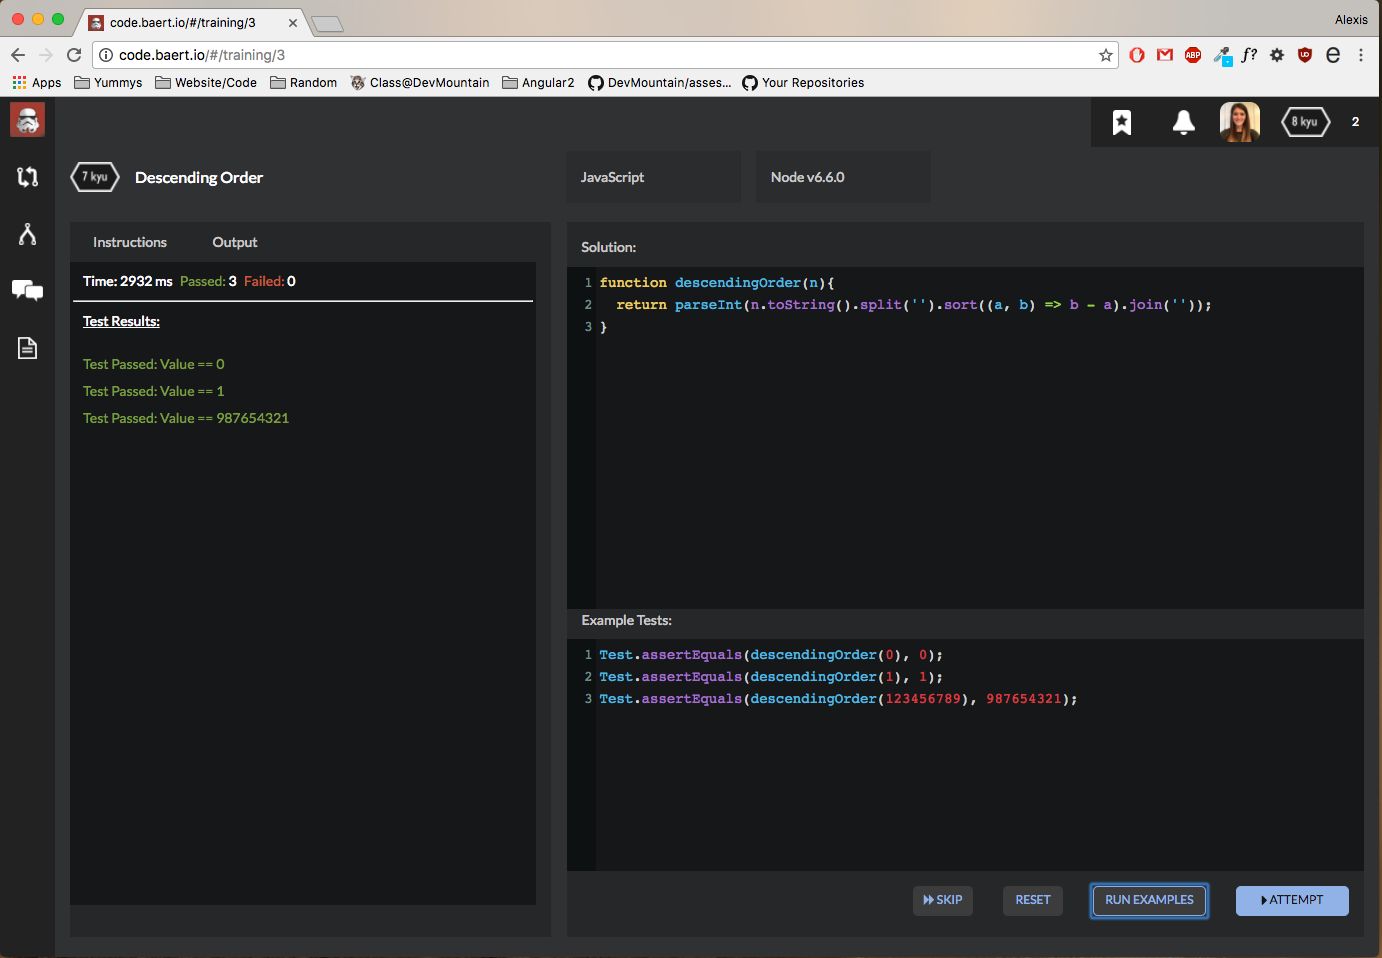 code.baert.io/#/training/3
Alexis
code.baert.io/#/training/3
ABP
f?
Apps
Yummys
Website/Code
Random
Class@DevMountain
Angular2
DevMountain/asses...
Your Repositories
8 kyu
2
7 kyu
Descending Order
JavaScript
Node v6.6.0
Instructions
Output
Time: 2932 ms Passed: 3 Failed: 0
Test Results:
Test Passed: Value == 0
Test Passed: Value == 1
Test Passed: Value == 987654321
Solution:
1 function descendingOrder(n){
2   return parseInt(n.toString().split('').sort((a, b) => b - a).join(''));
3 }
Example Tests:
1 Test.assertEquals(descendingOrder(0), 0);
2 Test.assertEquals(descendingOrder(1), 1);
3 Test.assertEquals(descendingOrder(123456789), 987654321);
SKIP
RESET
RUN EXAMPLES
ATTEMPT